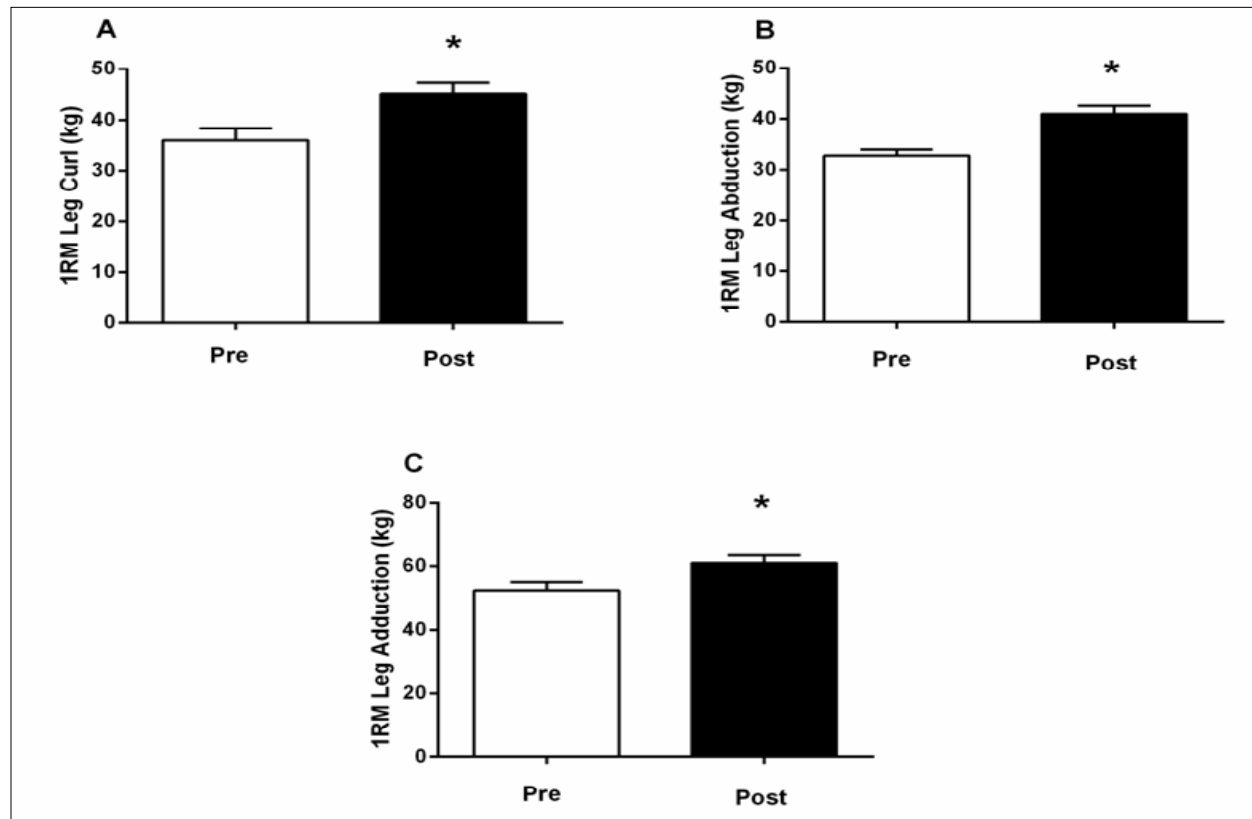 A
*
1RM Leg Curl (kg)
50
40
30
20
10
0
Pre
Post
B
*
1RM Leg Abduction (kg)
50
40
30
20
10
0
Pre
Post
C
*
1RM Leg Adduction (kg)
80
60
40
20
0
Pre
Post